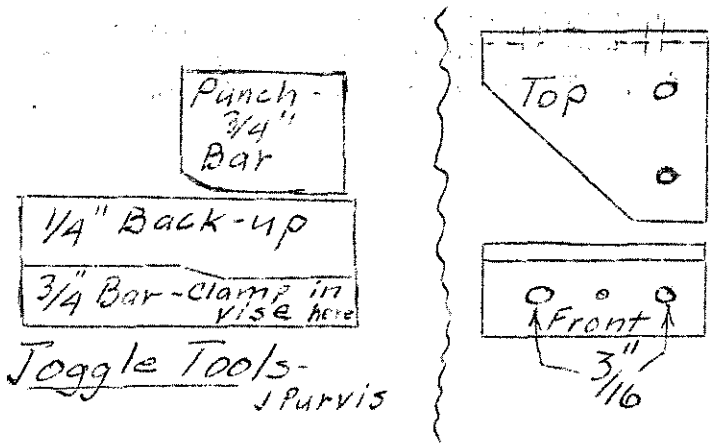 Punch -
3/4"
Bar
1/4" Back-up
3/4" Bar-Clamp in
vise here
Joggle Tools-
J Purvis
Top
Front
3"
/16